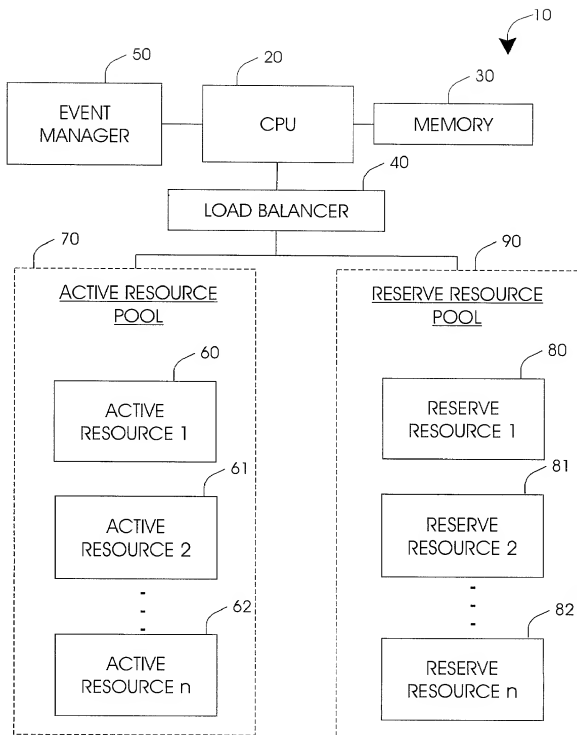 10
50
20
30
EVENT
MANAGER
CPU
MEMORY
40
LOAD BALANCER
70
90
ACTIVE RESOURCE
POOL
RESERVE RESOURCE
POOL
60
ACTIVE
RESOURCE 1
80
RESERVE
RESOURCE 1
61
ACTIVE
RESOURCE 2
81
RESERVE
RESOURCE 2
62
ACTIVE
RESOURCE n
82
RESERVE
RESOURCE n